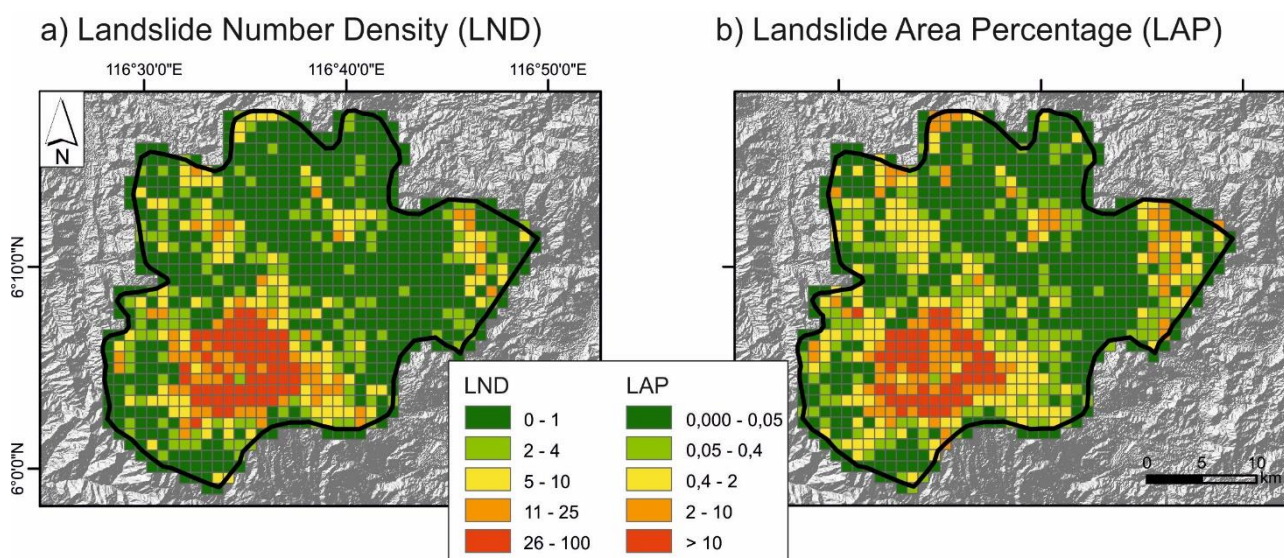 a) Landslide Number Density (LND)
b) Landslide Area Percentage (LAP)
116°30'0"E
116°40'0"E
116°50'0"E
N
6°10'0"N
6°0'0"N
LND
0 - 1
2 - 4
5 - 10
11 - 25
26 - 100
LAP
0,000 - 0,05
0,05 - 0,4
0,4 - 2
2 - 10
> 10
0 5 10
km